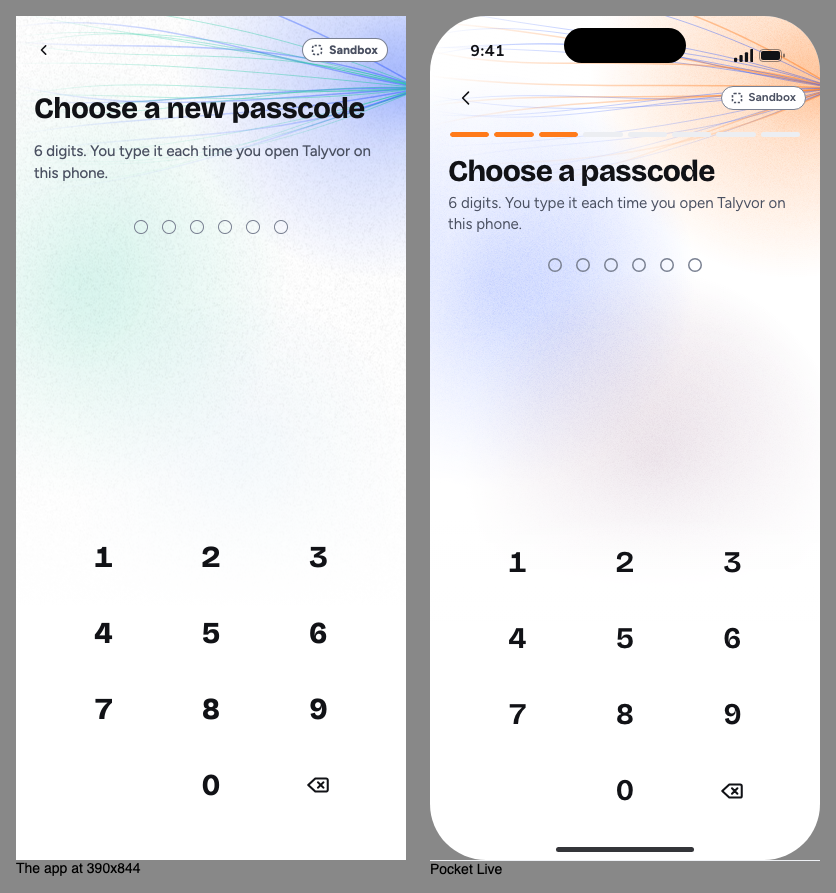 Sandbox
Choose a new passcode
6 digits. You type it each time you open Talyvor on
this phone.
1 2 3
4 5 6
7 8 9
0
The app at 390x844
9:41
Sandbox
Choose a passcode
6 digits. You type it each time you open Talyvor on
this phone.
1 2 3
4 5 6
7 8 9
0
Pocket Live